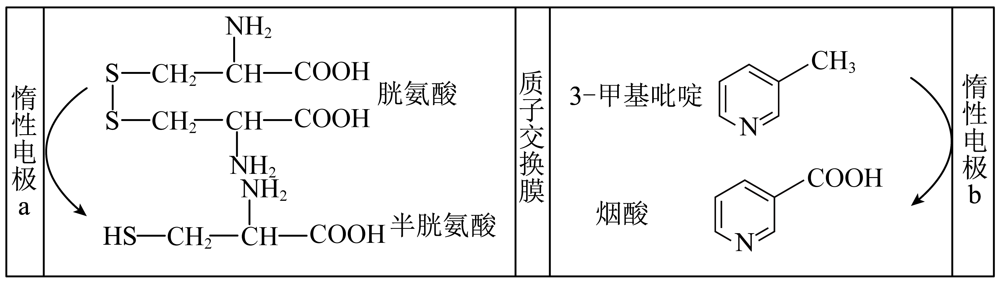 惰性电极a
NH₂
S—CH₂—CH—COOH
胱氨酸
S—CH₂—CH—COOH
NH₂
NH₂
HS—CH₂—CH—COOH
半胱氨酸
质子交换膜
CH₃
3-甲基吡啶
N
COOH
烟酸
N
惰性电极b